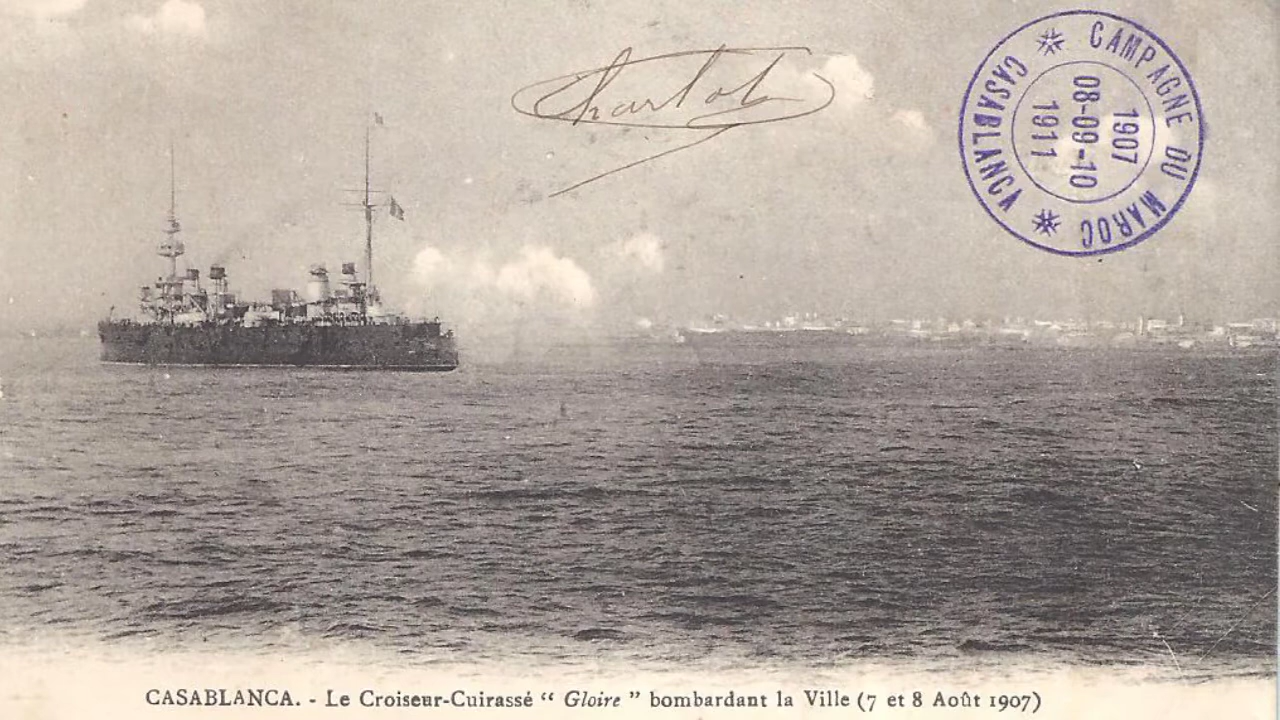 Charlot
CAMPAGNE DU MAROC
CASABLANCA
1907
08-09-10
1911
CASABLANCA. - Le Croiseur-Cuirassé “ Gloire ” bombardant la Ville (7 et 8 Août 1907)